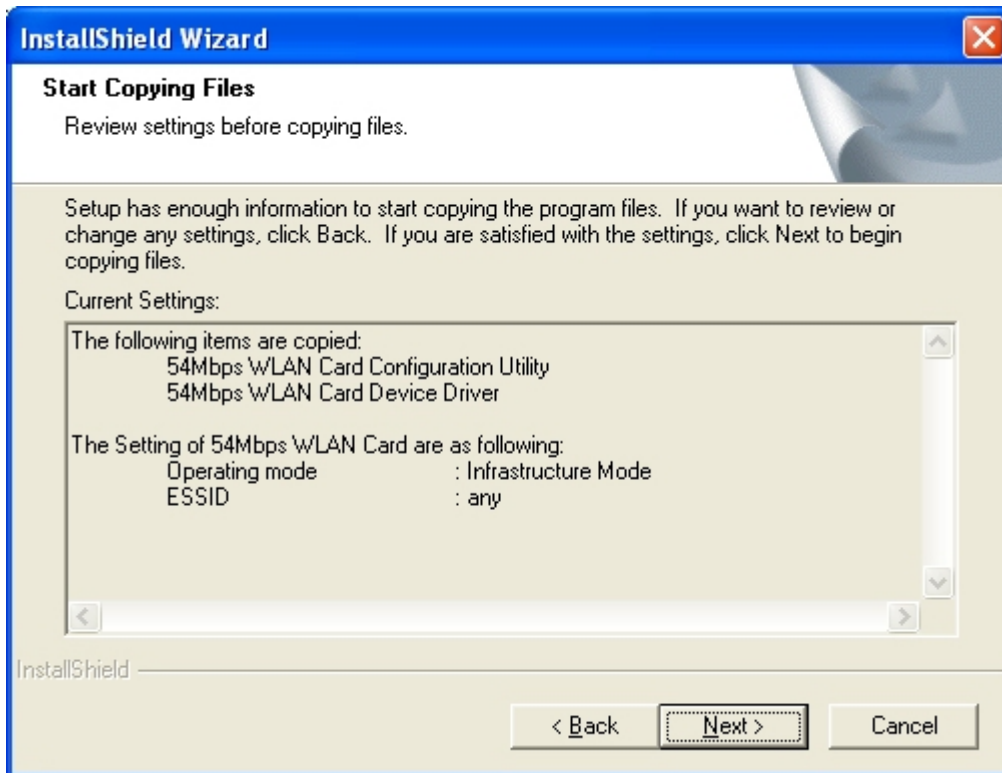 InstallShield Wizard
Start Copying Files
Review settings before copying files.
Setup has enough information to start copying the program files.  If you want to review or
change any settings, click Back.  If you are satisfied with the settings, click Next to begin
copying files.
Current Settings:
The following items are copied:
54Mbps WLAN Card Configuration Utility
54Mbps WLAN Card Device Driver
The Setting of 54Mbps WLAN Card are as following:
Operating mode : Infrastructure Mode
ESSID : any
InstallShield
< Back Next > Cancel